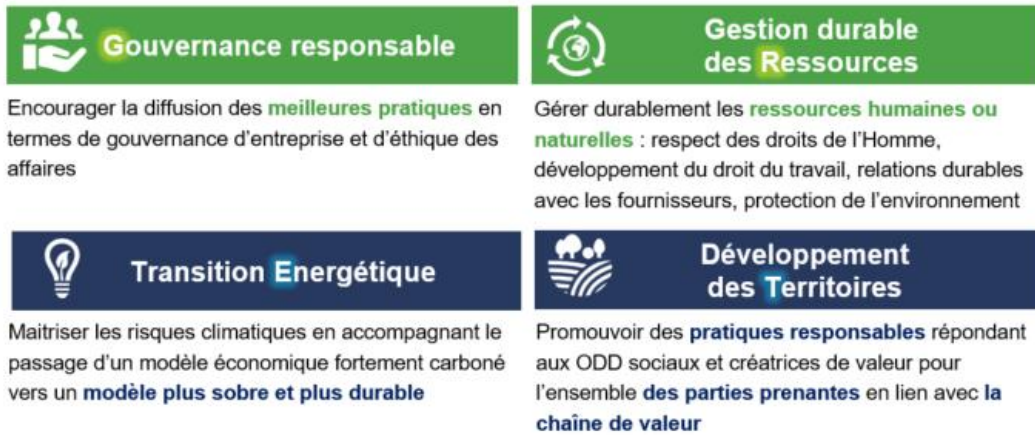 Gouvernance responsable
Encourager la diffusion des meilleures pratiques en
termes de gouvernance d'entreprise et d'éthique des
affaires
Gestion durable
des Ressources
Gérer durablement les ressources humaines ou
naturelles : respect des droits de l'Homme,
développement du droit du travail, relations durables
avec les fournisseurs, protection de l'environnement
Transition Energétique
Maitriser les risques climatiques en accompagnant le
passage d'un modèle économique fortement carboné
vers un modèle plus sobre et plus durable
Développement
des Territoires
Promouvoir des pratiques responsables répondant
aux ODD sociaux et créatrices de valeur pour
l'ensemble des parties prenantes en lien avec la
chaîne de valeur